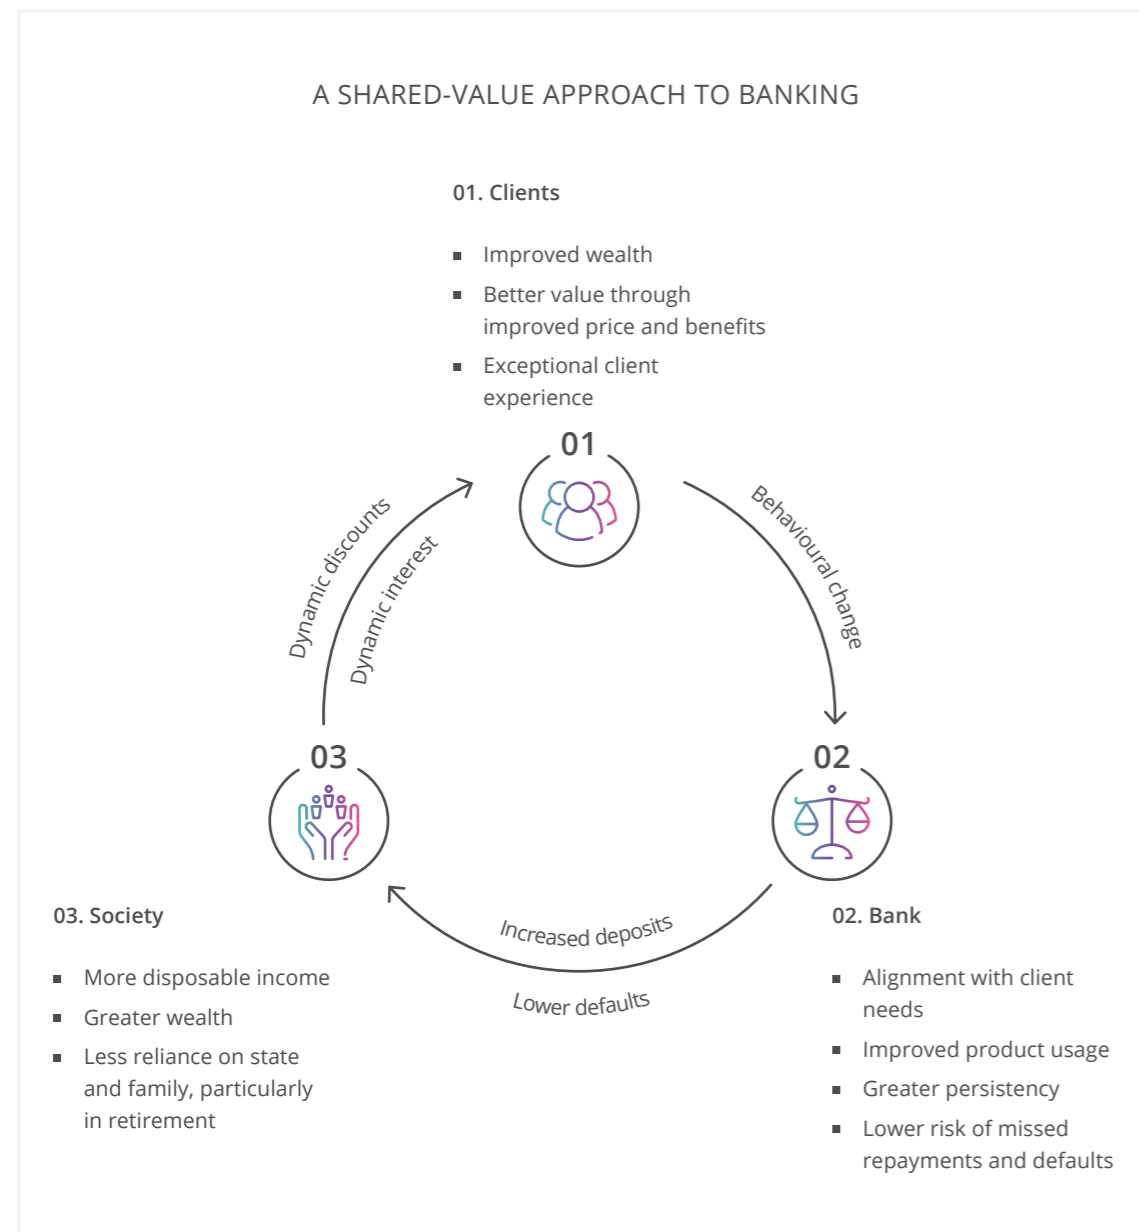 A SHARED-VALUE APPROACH TO BANKING
01. Clients
▪ Improved wealth
▪ Better value through
improved price and benefits
▪ Exceptional client
experience
01
Dynamic discounts
Dynamic interest
Behavioural change
03
02
Increased deposits
Lower defaults
03. Society
▪ More disposable income
▪ Greater wealth
▪ Less reliance on state
and family, particularly
in retirement
02. Bank
▪ Alignment with client
needs
▪ Improved product usage
▪ Greater persistency
▪ Lower risk of missed
repayments and defaults